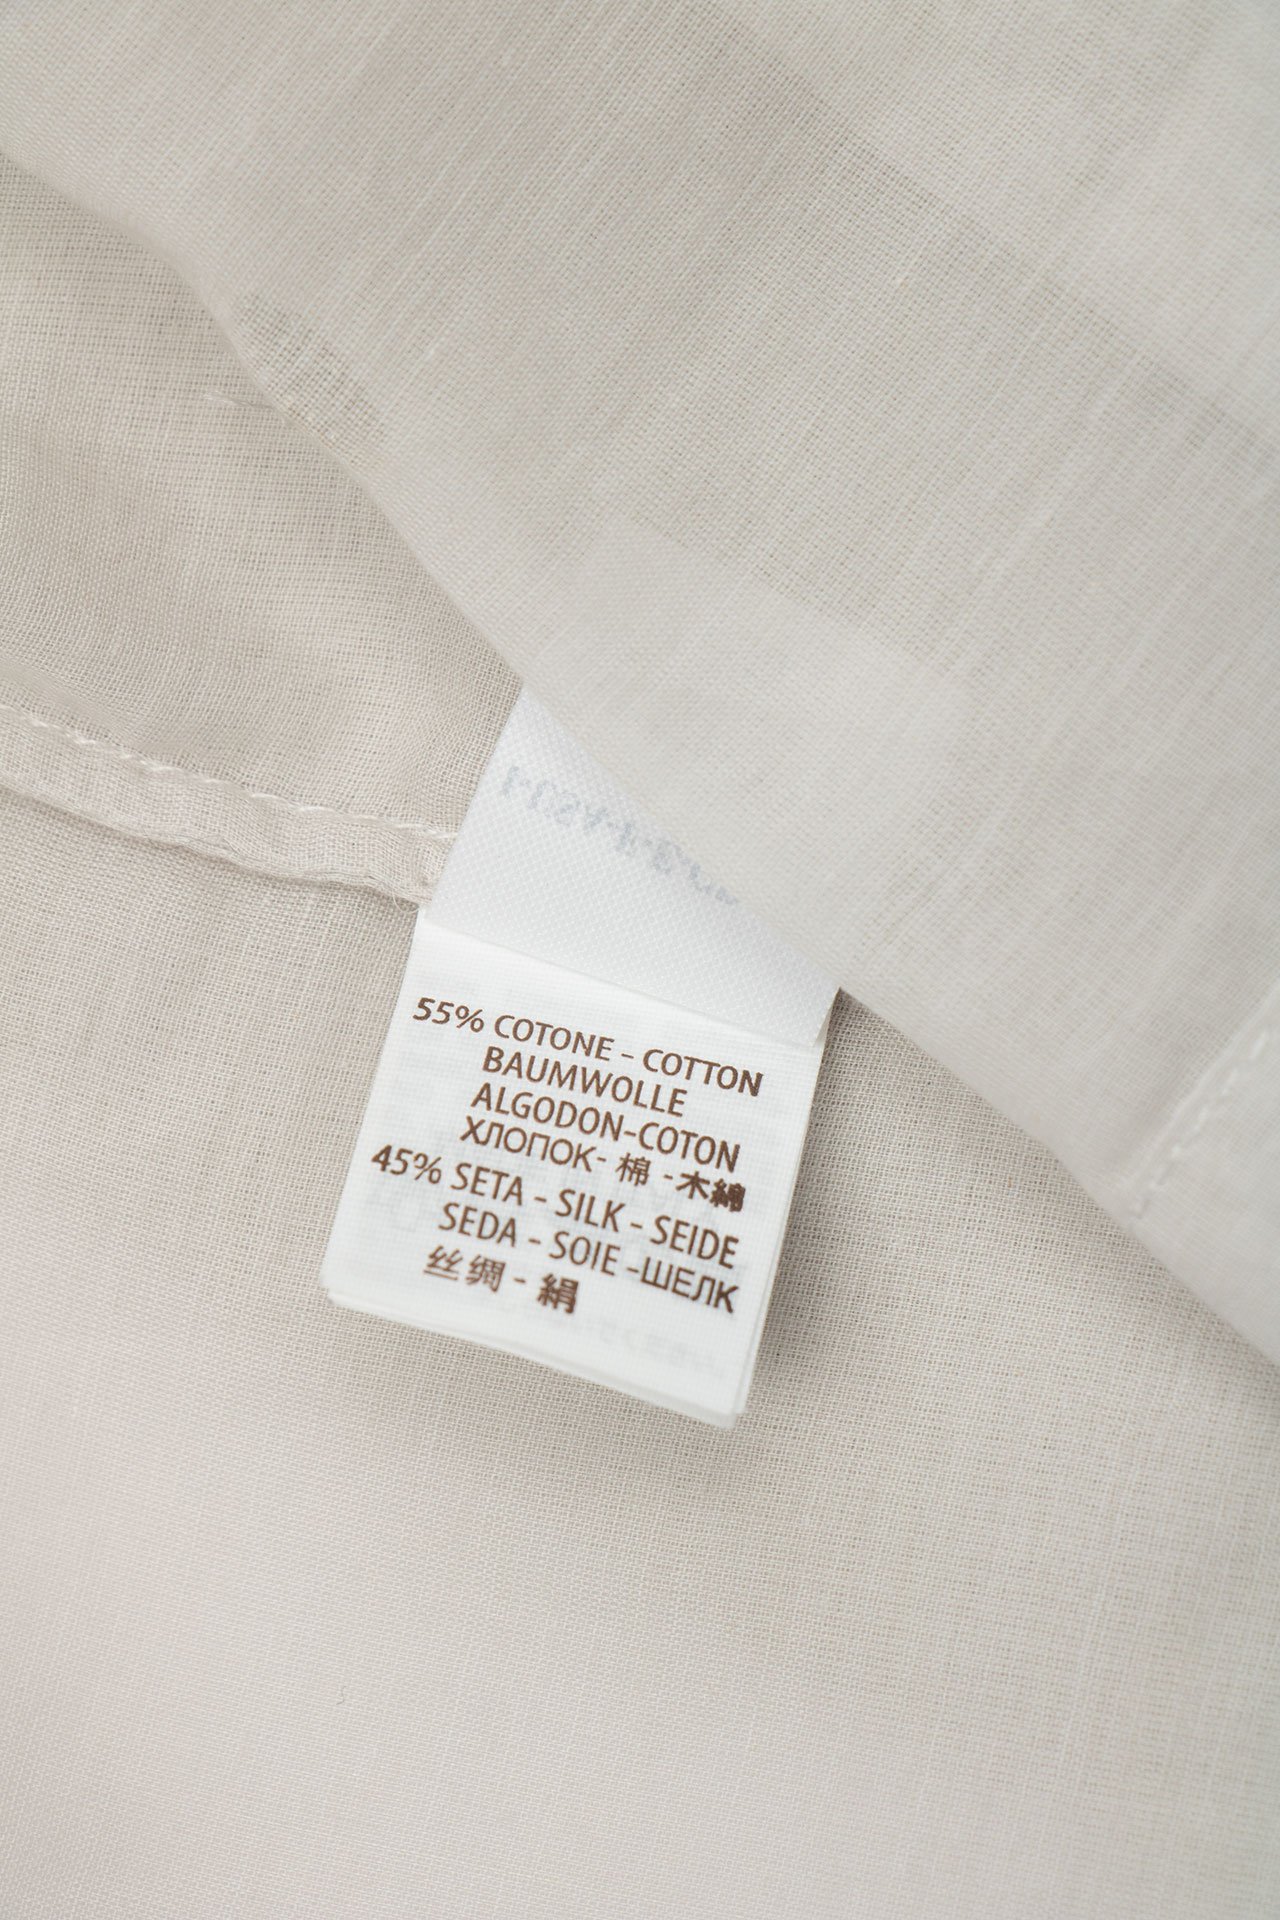 55% COTONE - COTTON
BAUMWOLLE
ALGODON-COTON
ХЛОПОК- 棉 -木綿
45% SETA - SILK - SEIDE
SEDA - SOIE -ШЕЛК
丝绸 - 絹